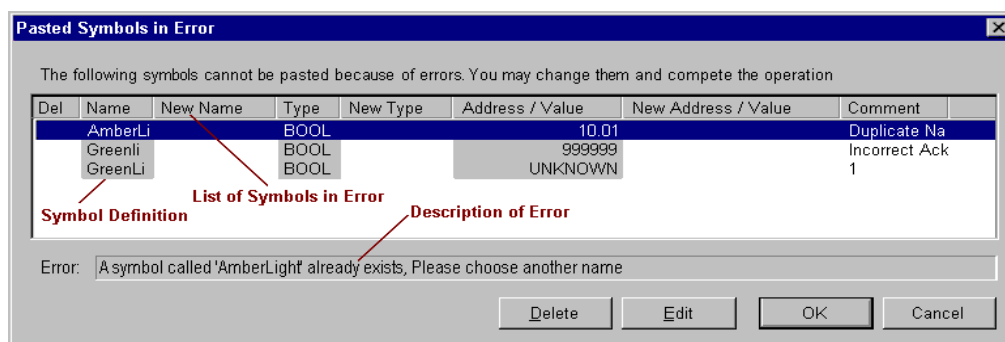 Pasted Symbols in Error
The following symbols cannot be pasted because of errors. You may change them and compete the operation
Del Name New Name Type New Type Address / Value New Address / Value Comment
AmberLi BOOL 10.01 Duplicate Na
Greenli BOOL 999999 Incorrect Ack
GreenLi BOOL UNKNOWN 1
List of Symbols in Error
Symbol Definition Description of Error
Error: A symbol called 'AmberLight' already exists, Please choose another name
Delete Edit OK Cancel